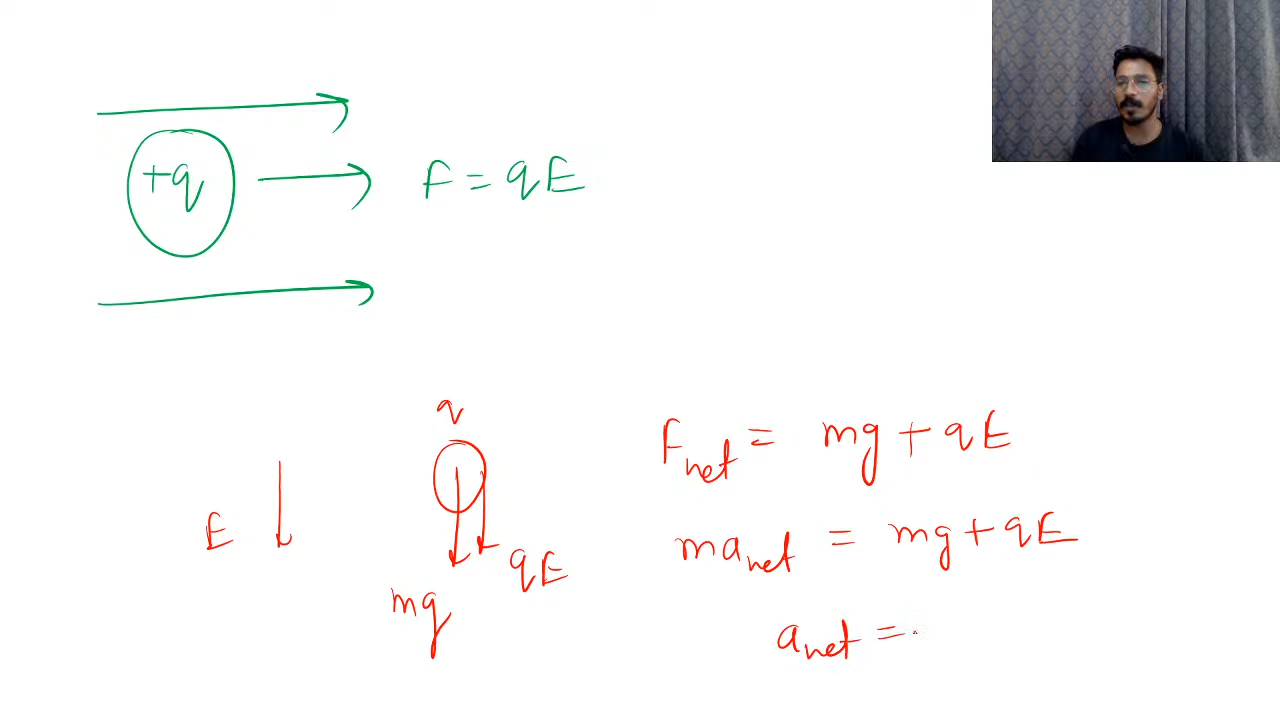 +q
F = qE
q
E
mg
qE
Fnet = mg + qE
manet = mg + qE
anet =